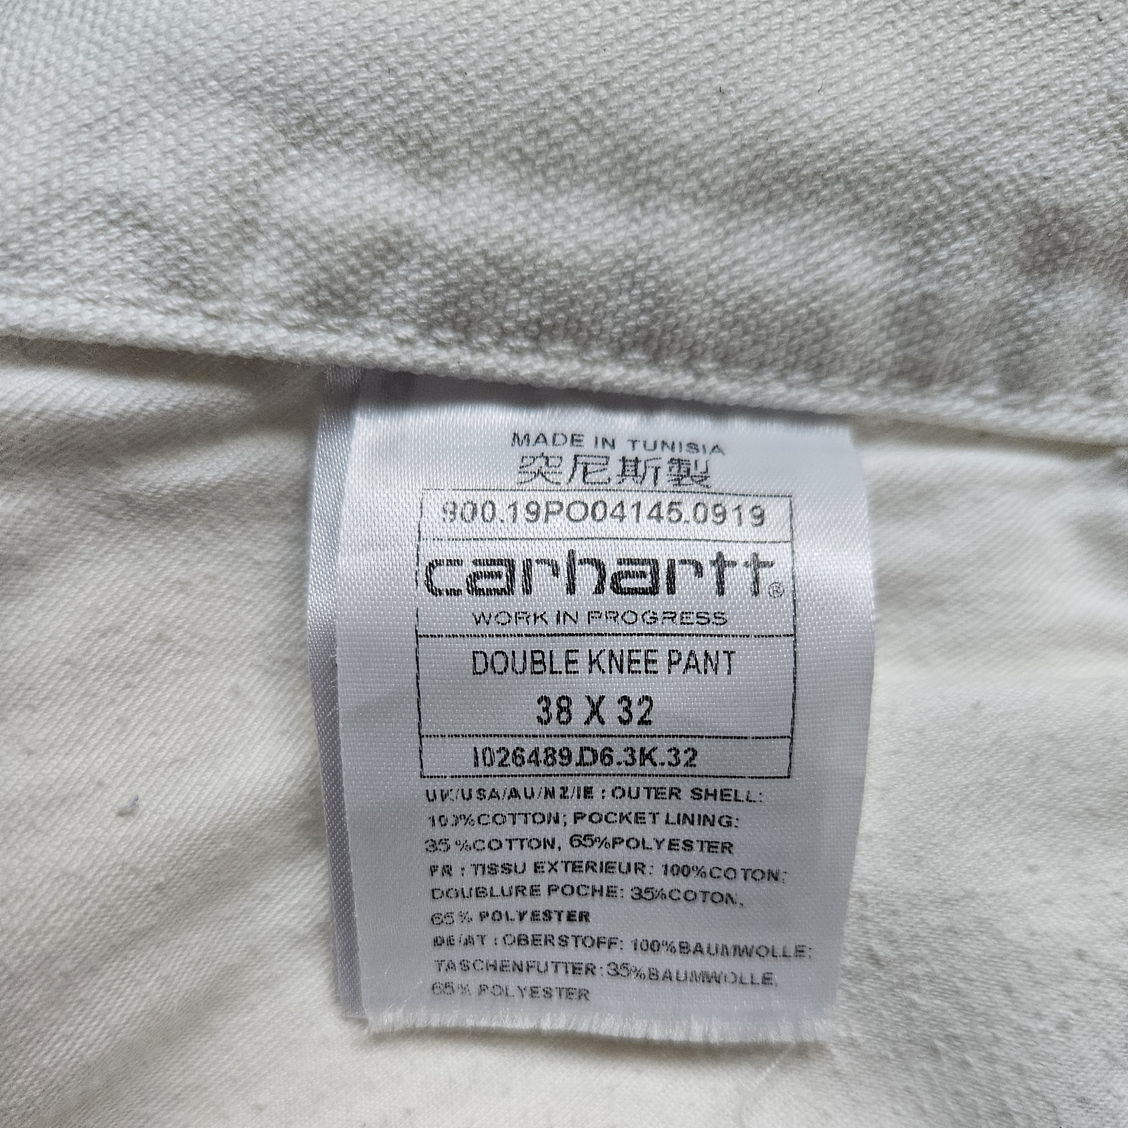 MADE IN TUNISIA
突尼斯製
900.19PO04145.0919
carhartt®
WORK IN PROGRESS
DOUBLE KNEE PANT
38 X 32
I026489.D6.3K.32
UK/USA/AU/NZ/IE : OUTER SHELL:
100%COTTON; POCKET LINING:
35%COTTON, 65%POLYESTER
FR : TISSU EXTERIEUR: 100%COTON;
DOUBLURE POCHE: 35%COTON,
65% POLYESTER
DE/AT : OBERSTOFF: 100%BAUMWOLLE;
TASCHENFUTTER: 35%BAUMWOLLE,
65% POLYESTER